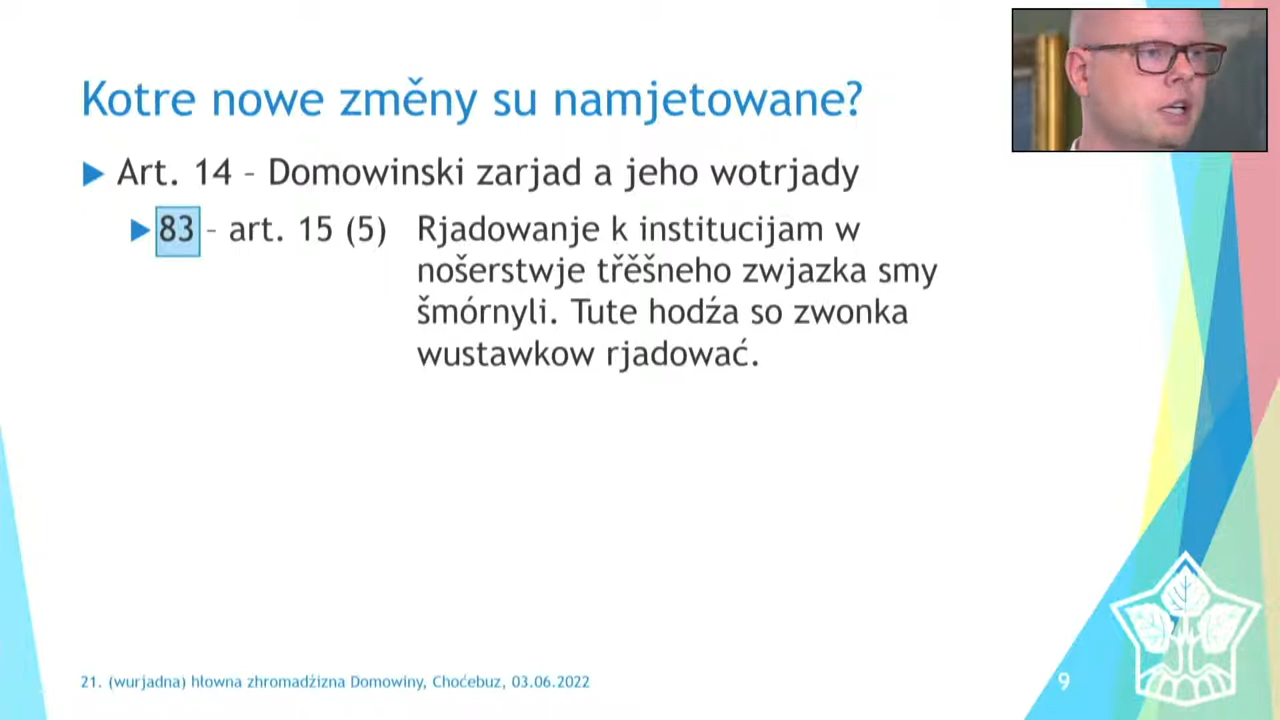 Kotre nowe změny su namjetowane?
Art. 14 – Domowinski zarjad a jeho wotrjady
83 – art. 15 (5) Rjadowanje k institucijam w
nošerstwje třěšneho zwjazka smy
šmórnyli. Tute hodźa so zwonka
wustawkow rjadować.
21. (wurjadna) hłowna zhromadźizna Domowiny, Choćebuz, 03.06.2022
9